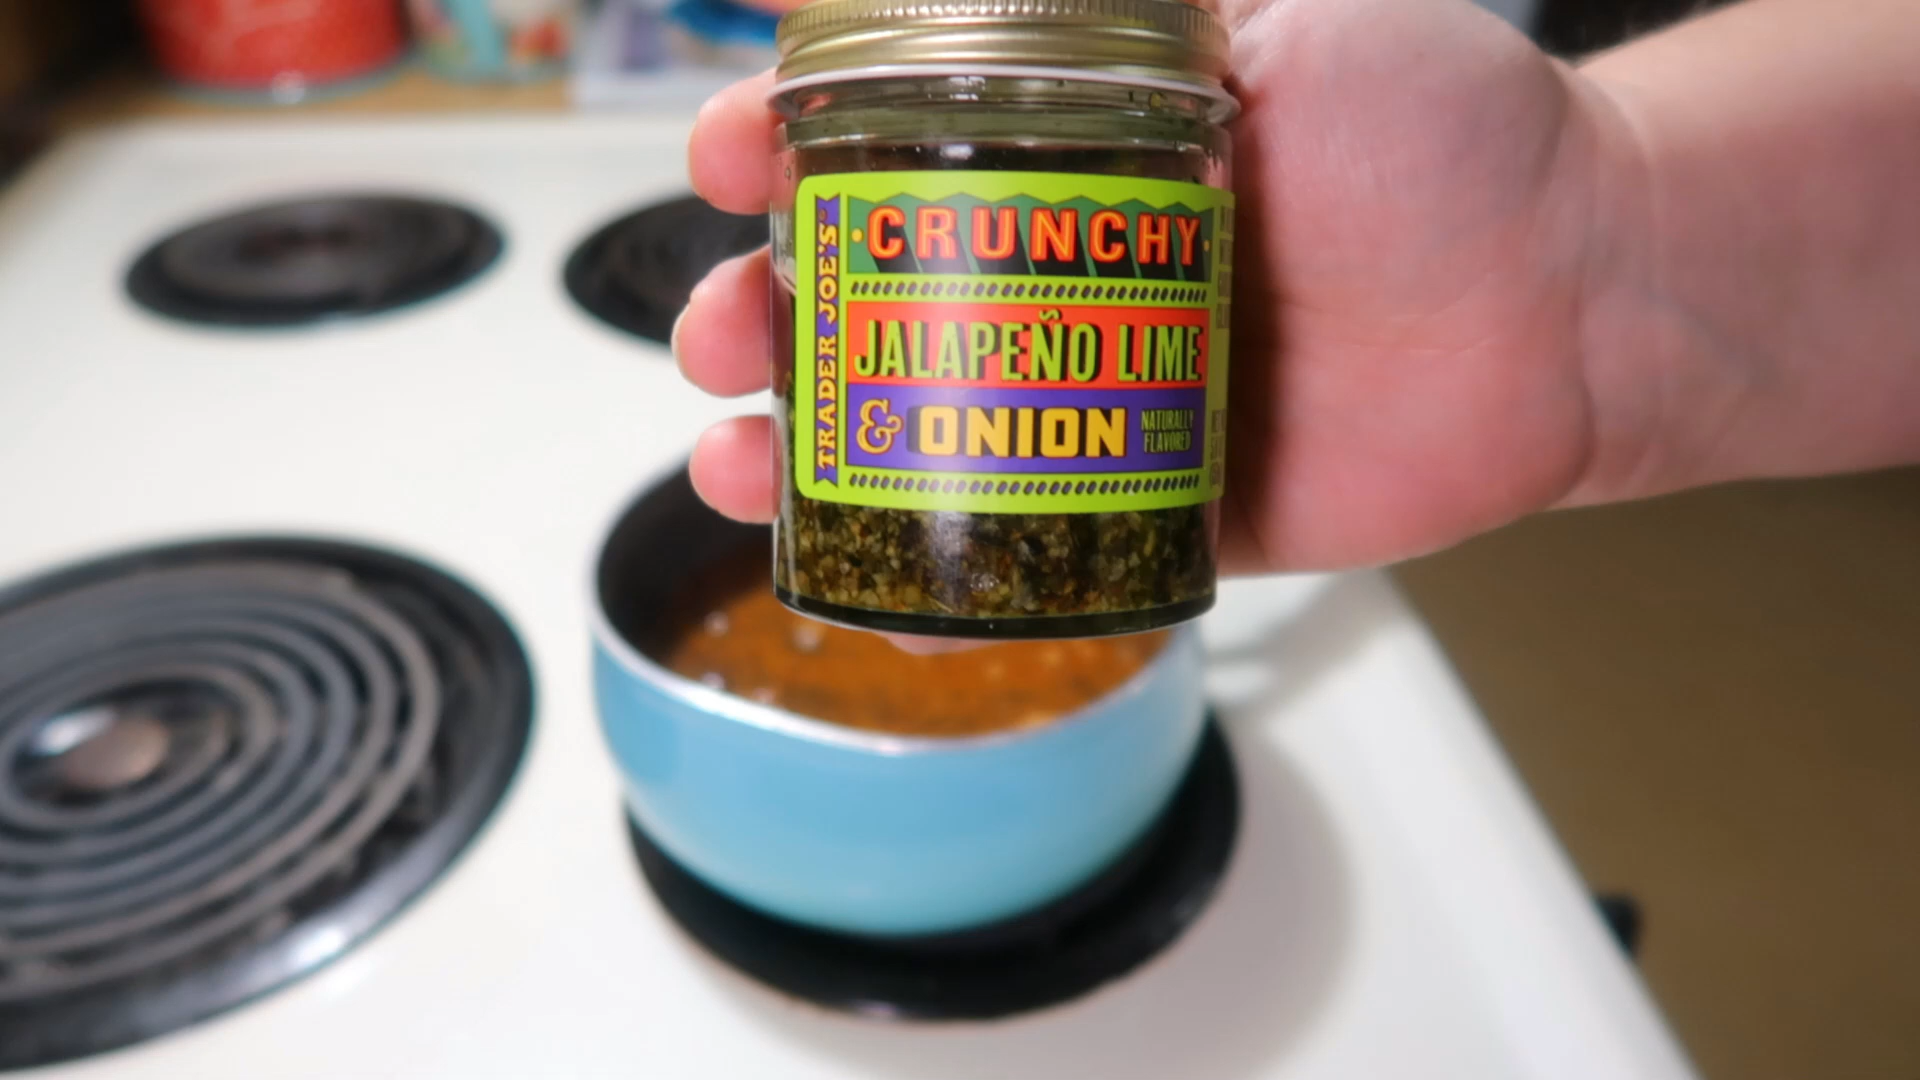 TRADER JOE'S
CRUNCHY
JALAPEÑO LIME
& ONION
NATURALLY
FLAVORED